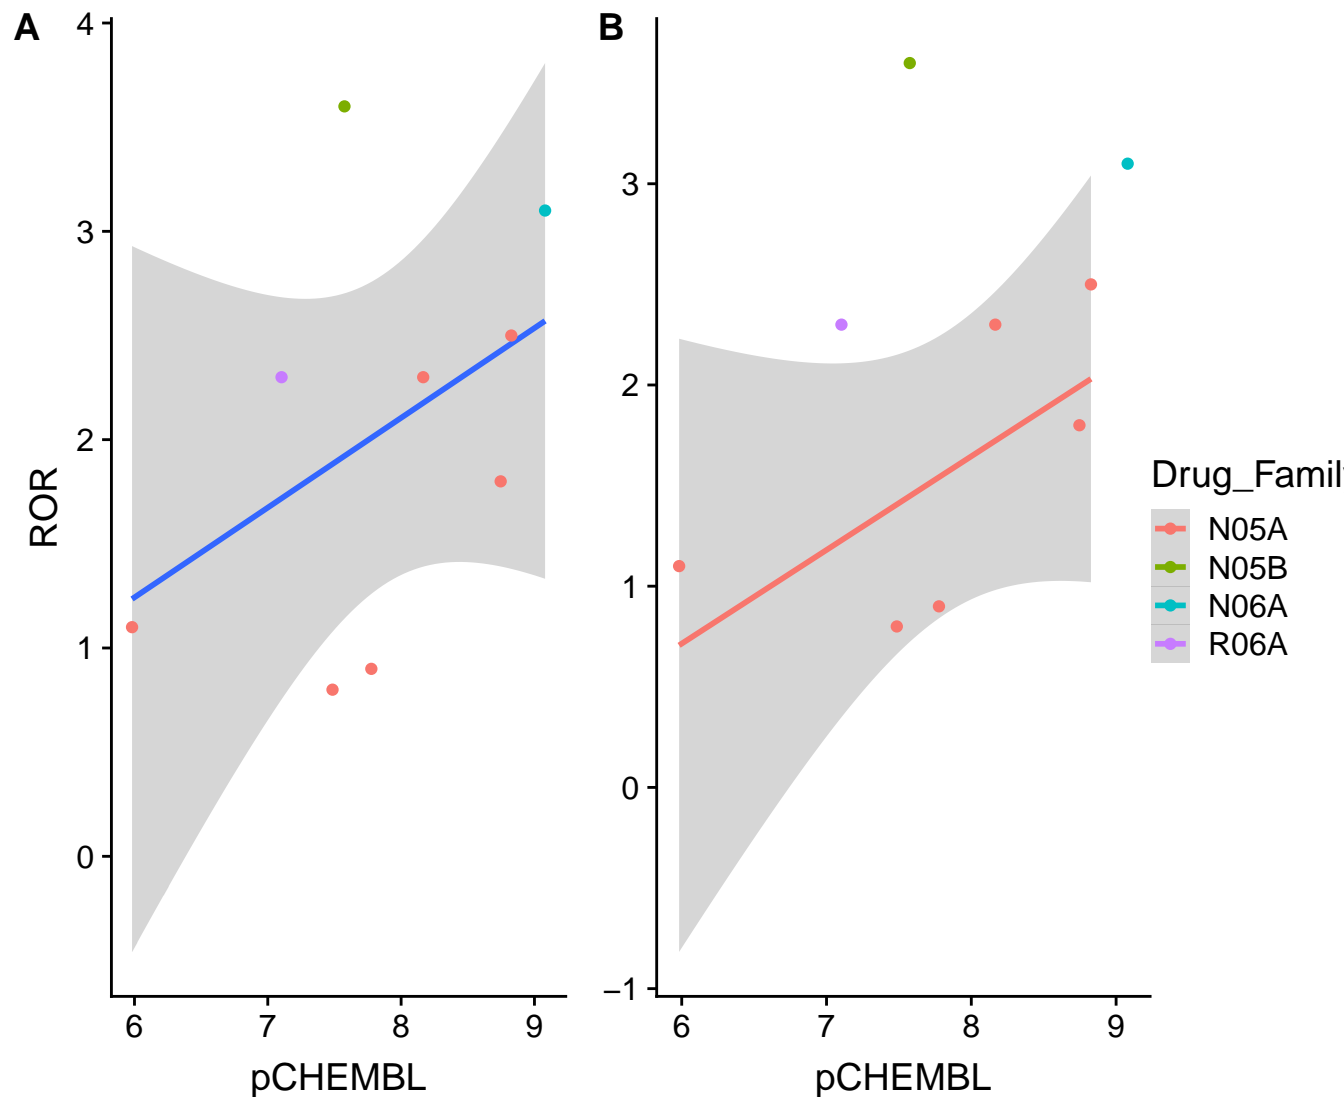 A
B
4
3
2
1
0
ROR
6 7 8 9
pCHEMBL
3
2
1
0
−1
6 7 8 9
pCHEMBL
Drug_Famil
N05A
N05B
N06A
R06A